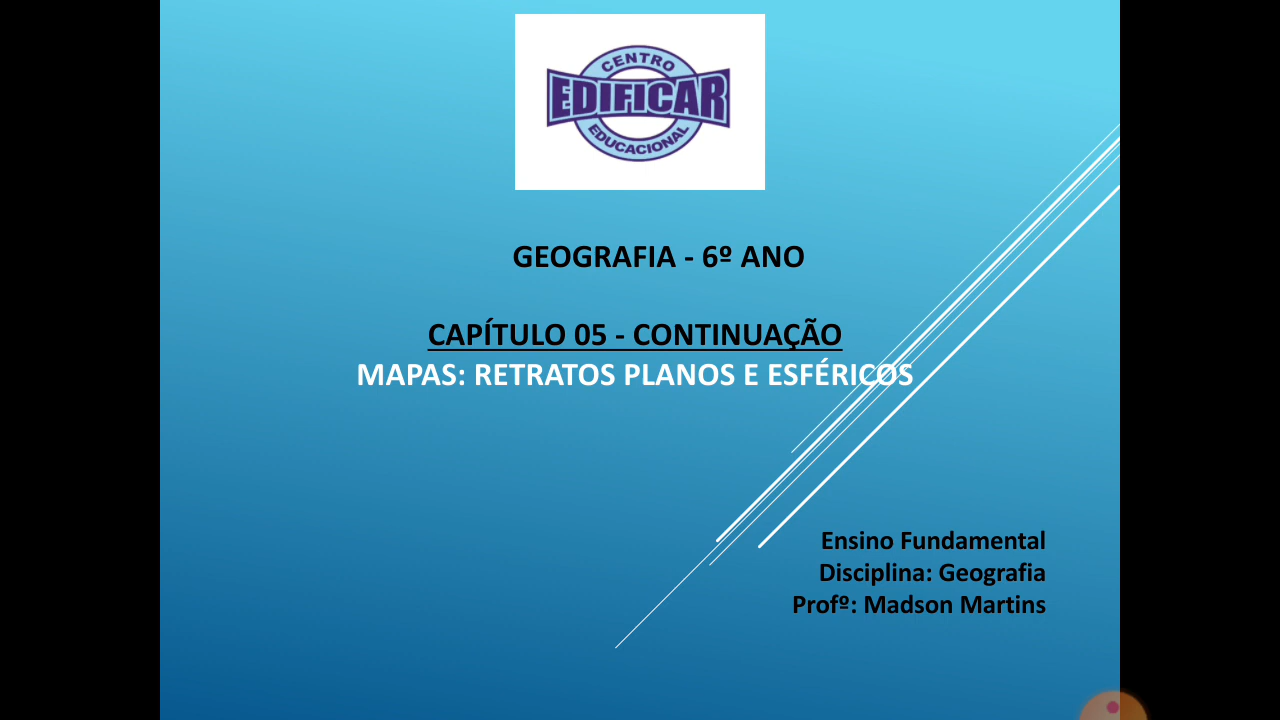 CENTRO
EDIFICAR
EDUCACIONAL
GEOGRAFIA - 6º ANO
CAPÍTULO 05 - CONTINUAÇÃO
MAPAS: RETRATOS PLANOS E ESFÉRICOS
Ensino Fundamental
Disciplina: Geografia
Profº: Madson Martins